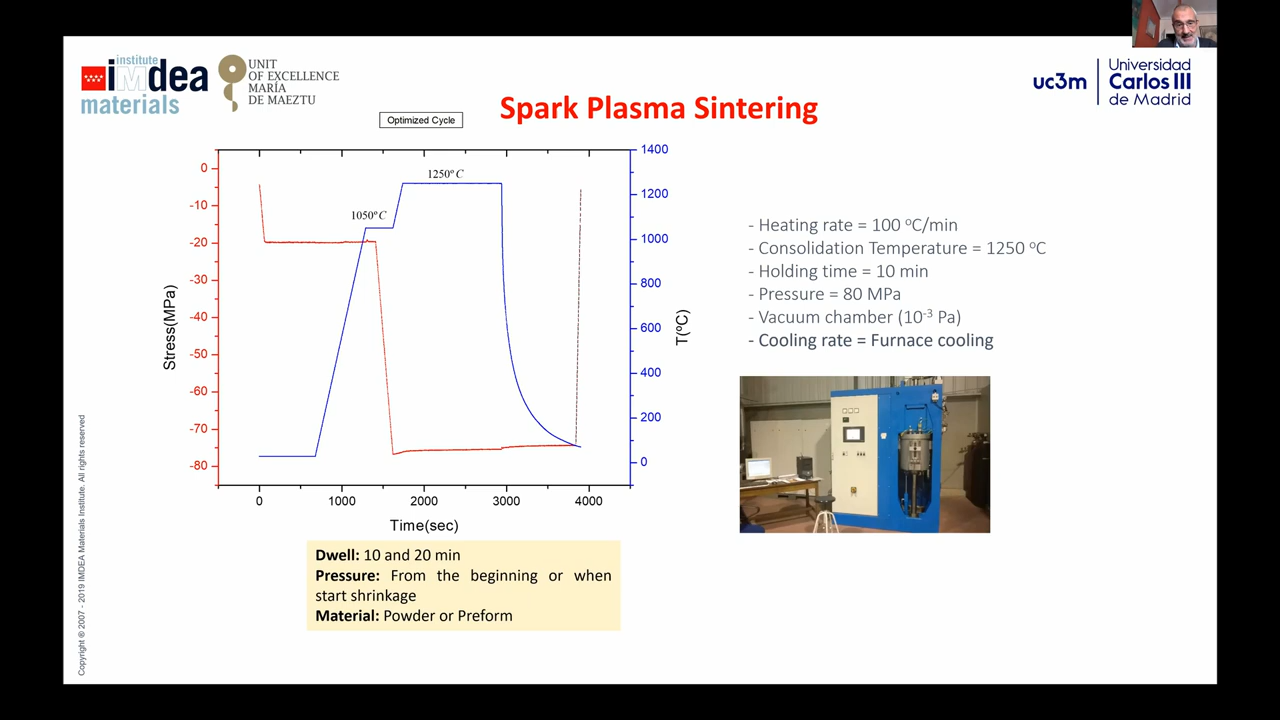 institute
iMdea
materials
UNIT
OF EXCELLENCE
MARÍA
DE MAEZTU
Spark Plasma Sintering
uc3m
Universidad
Carlos III
de Madrid
Optimized Cycle
0
-10
-20
-30
-40
-50
-60
-70
-80
Stress(MPa)
1050°C
1250°C
1400
1200
1000
800
600
400
200
0
T(ºC)
0
1000
2000
3000
4000
Time(sec)
- Heating rate = 100 ºC/min
- Consolidation Temperature = 1250 ºC
- Holding time = 10 min
- Pressure = 80 MPa
- Vacuum chamber (10⁻³ Pa)
- Cooling rate = Furnace cooling
Dwell: 10 and 20 min
Pressure: From the beginning or when
start shrinkage
Material: Powder or Preform
Copyright ® 2007 - 2019 IMDEA Materials Institute. All rights reserved